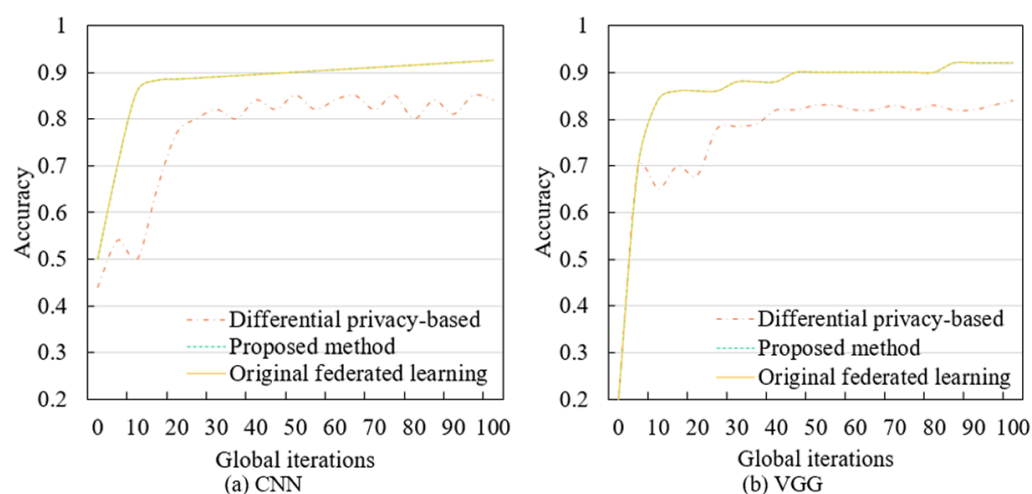 1
0.9
0.8
0.7
0.6
0.5
0.4
0.3
0.2
Accuracy
Differential privacy-based
Proposed method
Original federated learning
0 10 20 30 40 50 60 70 80 90 100
Global iterations
(a) CNN
1
0.9
0.8
0.7
0.6
0.5
0.4
0.3
0.2
Accuracy
Differential privacy-based
Proposed method
Original federated learning
0 10 20 30 40 50 60 70 80 90 100
Global iterations
(b) VGG